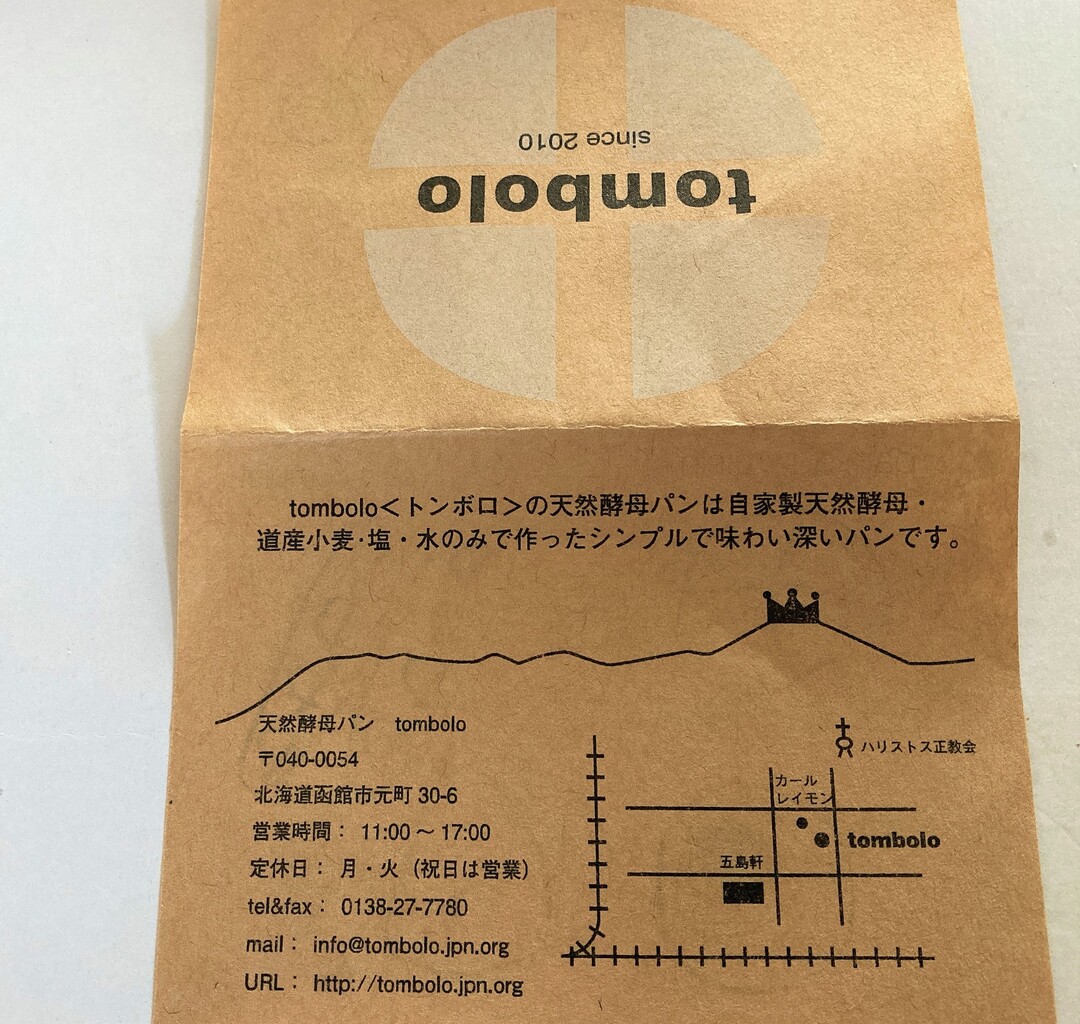 since 2010
tombolo
tombolo<トンボロ>の天然酵母パンは自家製天然酵母・
道産小麦・塩・水のみで作ったシンプルで味わい深いパンです。
天然酵母パン tombolo
〒040-0054
北海道函館市元町 30-6
営業時間： 11:00 〜 17:00
定休日： 月・火（祝日は営業）
tel&fax： 0138-27-7780
mail： info@tombolo.jpn.org
URL： http://tombolo.jpn.org
ハリストス正教会
カール
レイモン
tombolo
五島軒